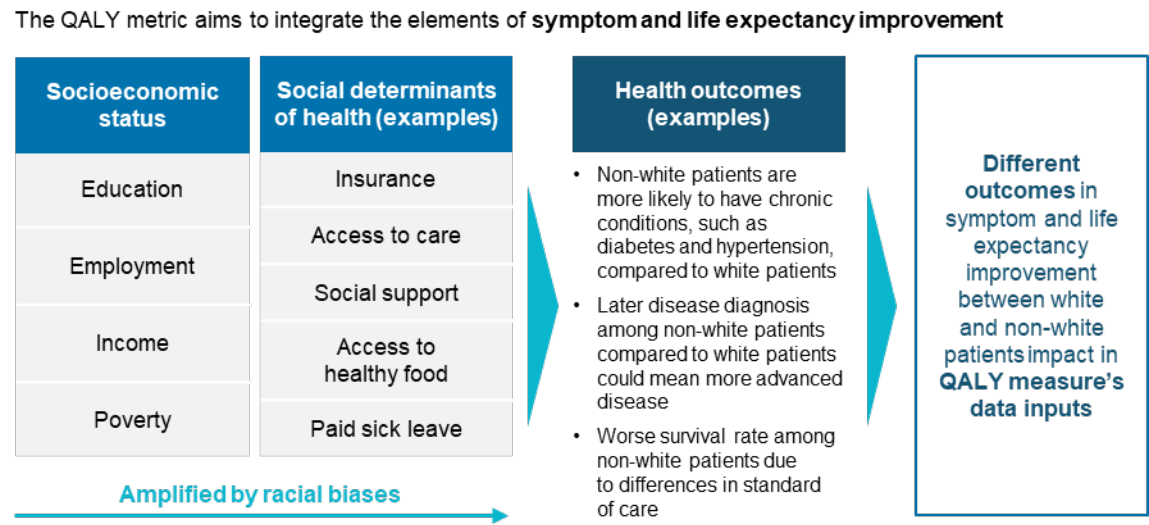 The QALY metric aims to integrate the elements of symptom and life expectancy improvement
Socioeconomic
status
Education
Employment
Income
Poverty
Social determinants
of health (examples)
Insurance
Access to care
Social support
Access to
healthy food
Paid sick leave
Amplified by racial biases
Health outcomes
(examples)
• Non-white patients are
more likely to have chronic
conditions, such as
diabetes and hypertension,
compared to white patients
• Later disease diagnosis
among non-white patients
compared to white patients
could mean more advanced
disease
• Worse survival rate among
non-white patients due
to differences in standard
of care
Different
outcomes in
symptom and life
expectancy
improvement
between white
and non-white
patients impact in
QALY measure's
data inputs